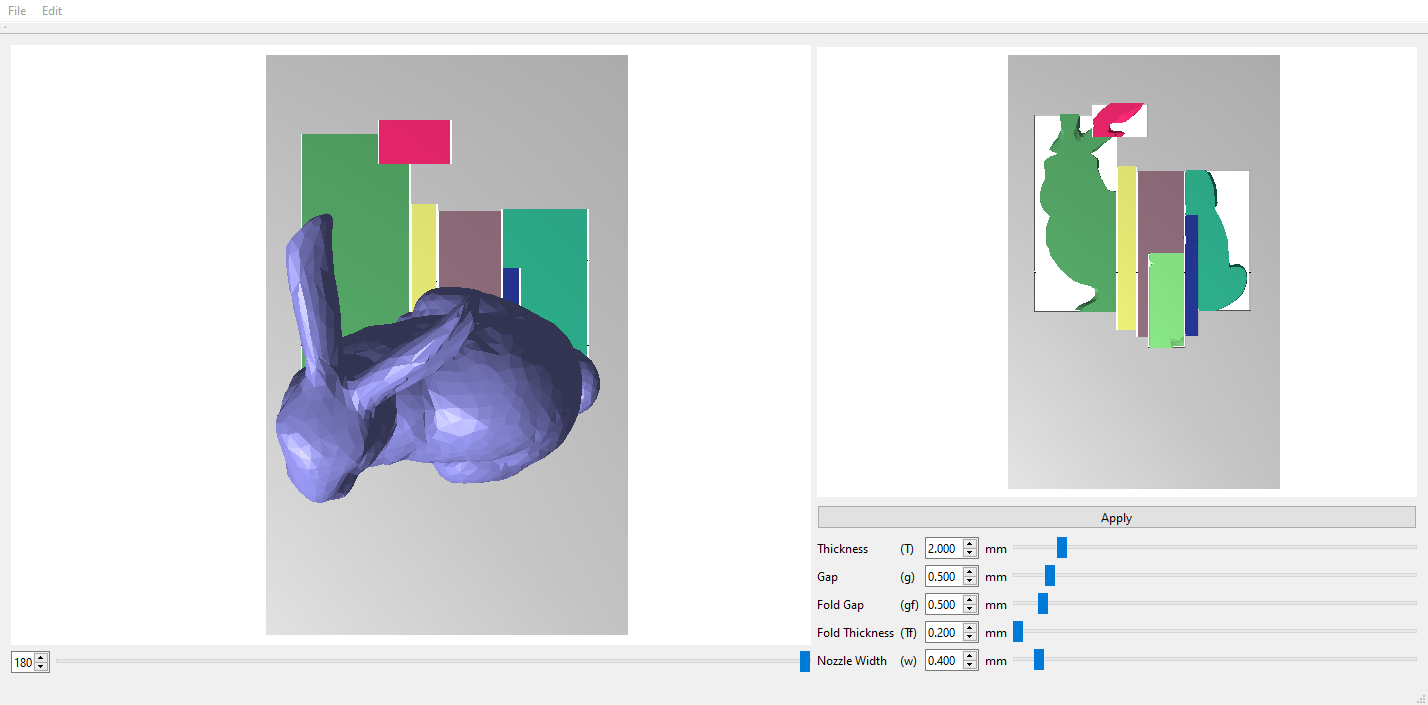 File Edit
Apply
Thickness (T) 2.000 mm
Gap (g) 0.500 mm
Fold Gap (gf) 0.500 mm
Fold Thickness (Tf) 0.200 mm
180
Nozzle Width (w) 0.400 mm